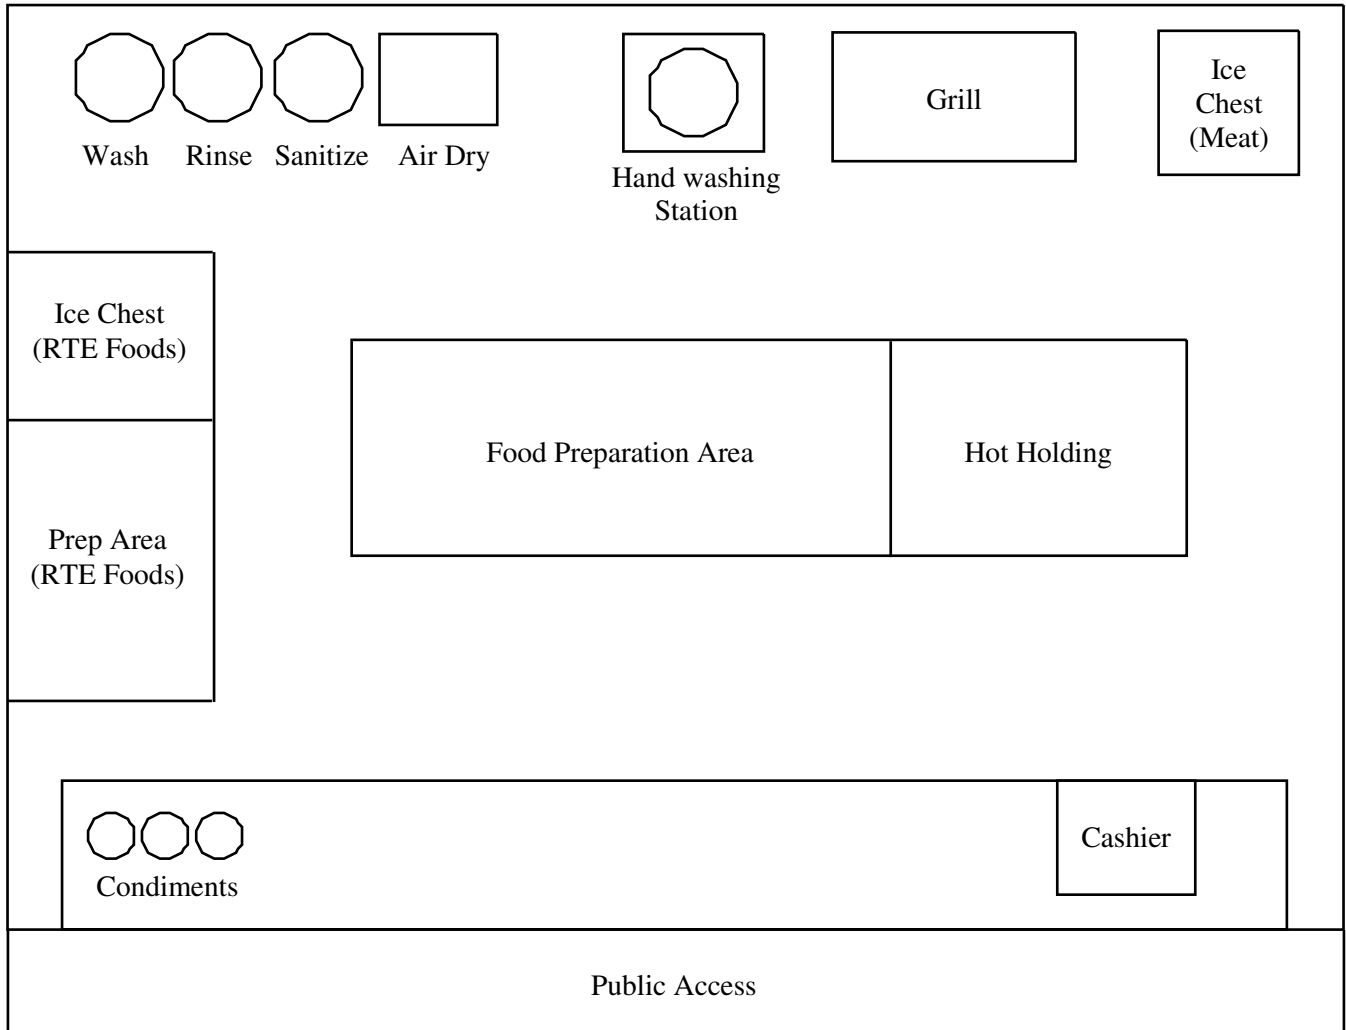 Wash
Rinse
Sanitize
Air Dry
Hand washing
Station
Grill
Ice
Chest
(Meat)
Ice Chest
(RTE Foods)
Food Preparation Area
Hot Holding
Prep Area
(RTE Foods)
Condiments
Cashier
Public Access